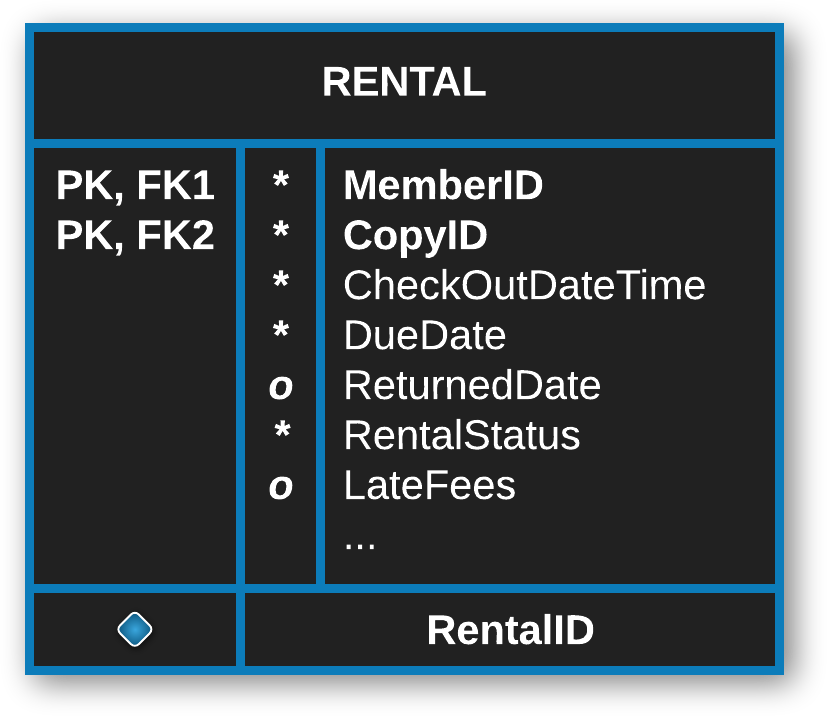 RENTAL
PK, FK1 * MemberID
PK, FK2 * CopyID
* CheckOutDateTime
* DueDate
o ReturnedDate
* RentalStatus
o LateFees
...
RentalID